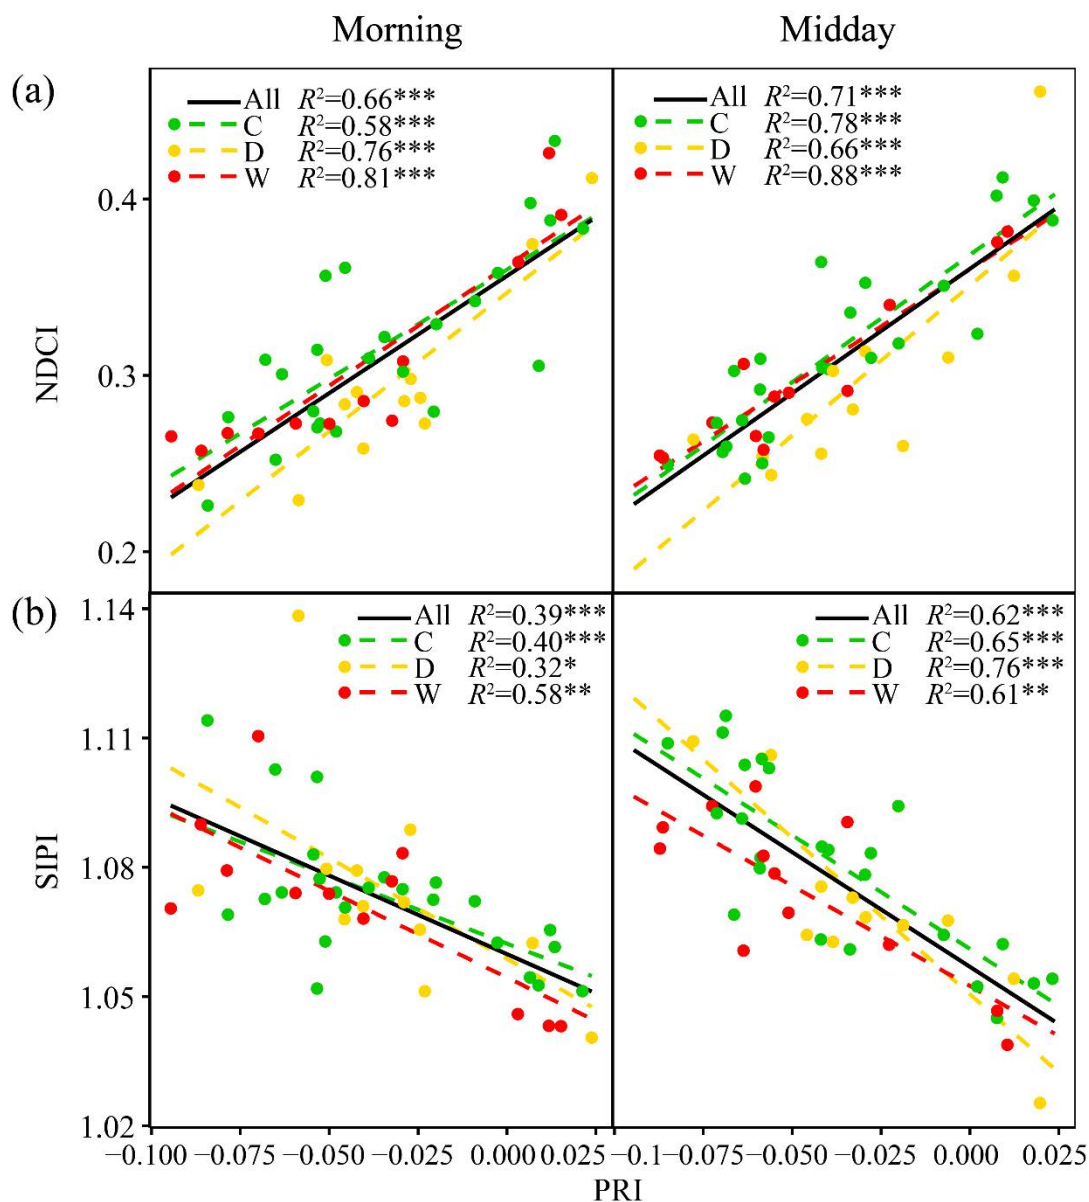 Morning Midday
(a)
All R²=0.66***
C R²=0.58***
D R²=0.76***
W R²=0.81***
All R²=0.71***
C R²=0.78***
D R²=0.66***
W R²=0.88***
NDCI
0.4
0.3
0.2
(b)
All R²=0.39***
C R²=0.40***
D R²=0.32*
W R²=0.58**
All R²=0.62***
C R²=0.65***
D R²=0.76***
W R²=0.61**
SIPI
1.14
1.11
1.08
1.05
1.02
−0.100 −0.075 −0.050 −0.025 0.000 0.025 −0.1 −0.075 −0.050 −0.025 0.000 0.025
PRI